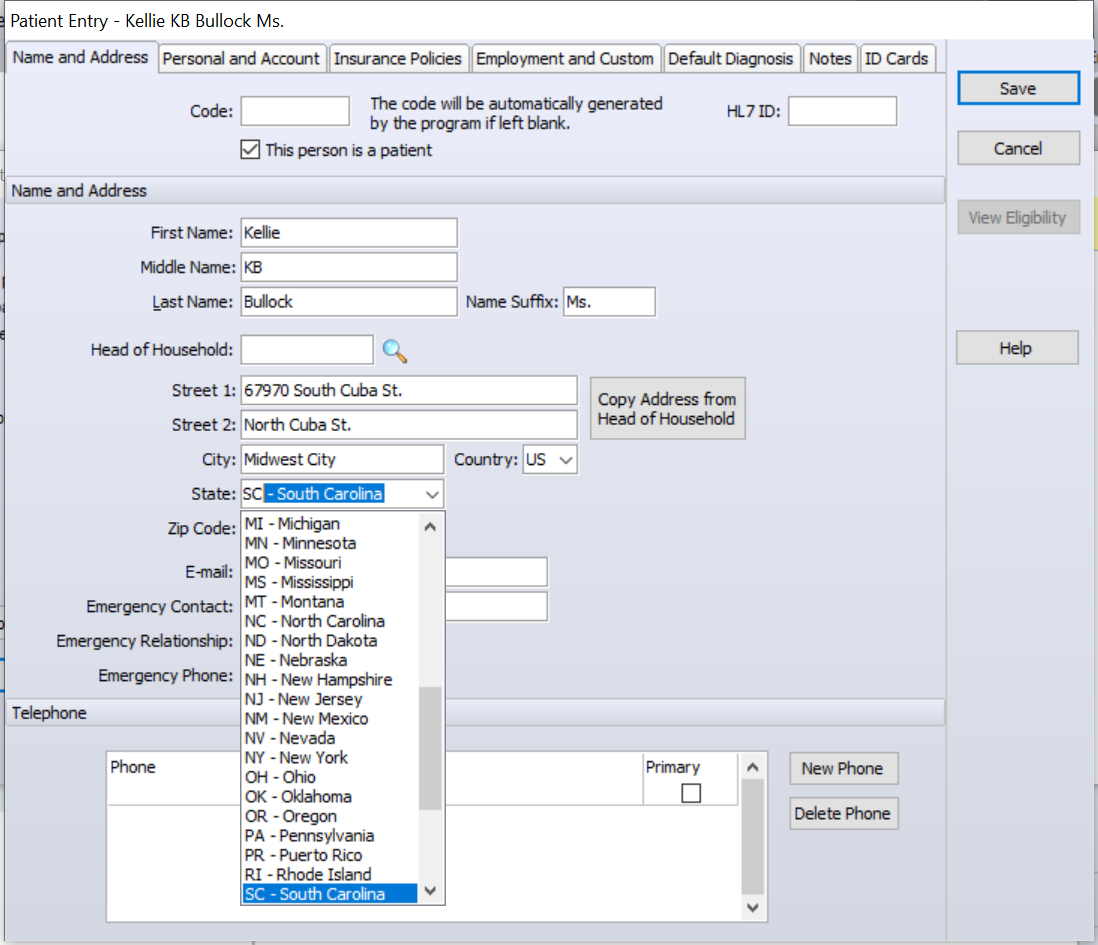 Patient Entry - Kellie KB Bullock Ms.
Name and Address Personal and Account Insurance Policies Employment and Custom Default Diagnosis Notes ID Cards
Save
Code: The code will be automatically generated
by the program if left blank.
HL7 ID:
This person is a patient
Cancel
Name and Address
View Eligibility
First Name: Kellie
Middle Name: KB
Last Name: Bullock Name Suffix: Ms.
Head of Household:
Help
Street 1: 67970 South Cuba St.
Copy Address from
Head of Household
Street 2: North Cuba St.
City: Midwest City Country: US
State: SC - South Carolina
Zip Code:
E-mail:
Emergency Contact:
Emergency Relationship:
Emergency Phone:
MI - Michigan
MN - Minnesota
MO - Missouri
MS - Mississippi
MT - Montana
NC - North Carolina
ND - North Dakota
NE - Nebraska
NH - New Hampshire
NJ - New Jersey
NM - New Mexico
NV - Nevada
NY - New York
OH - Ohio
OK - Oklahoma
OR - Oregon
PA - Pennsylvania
PR - Puerto Rico
RI - Rhode Island
SC - South Carolina
Telephone
Phone Primary
New Phone
Delete Phone